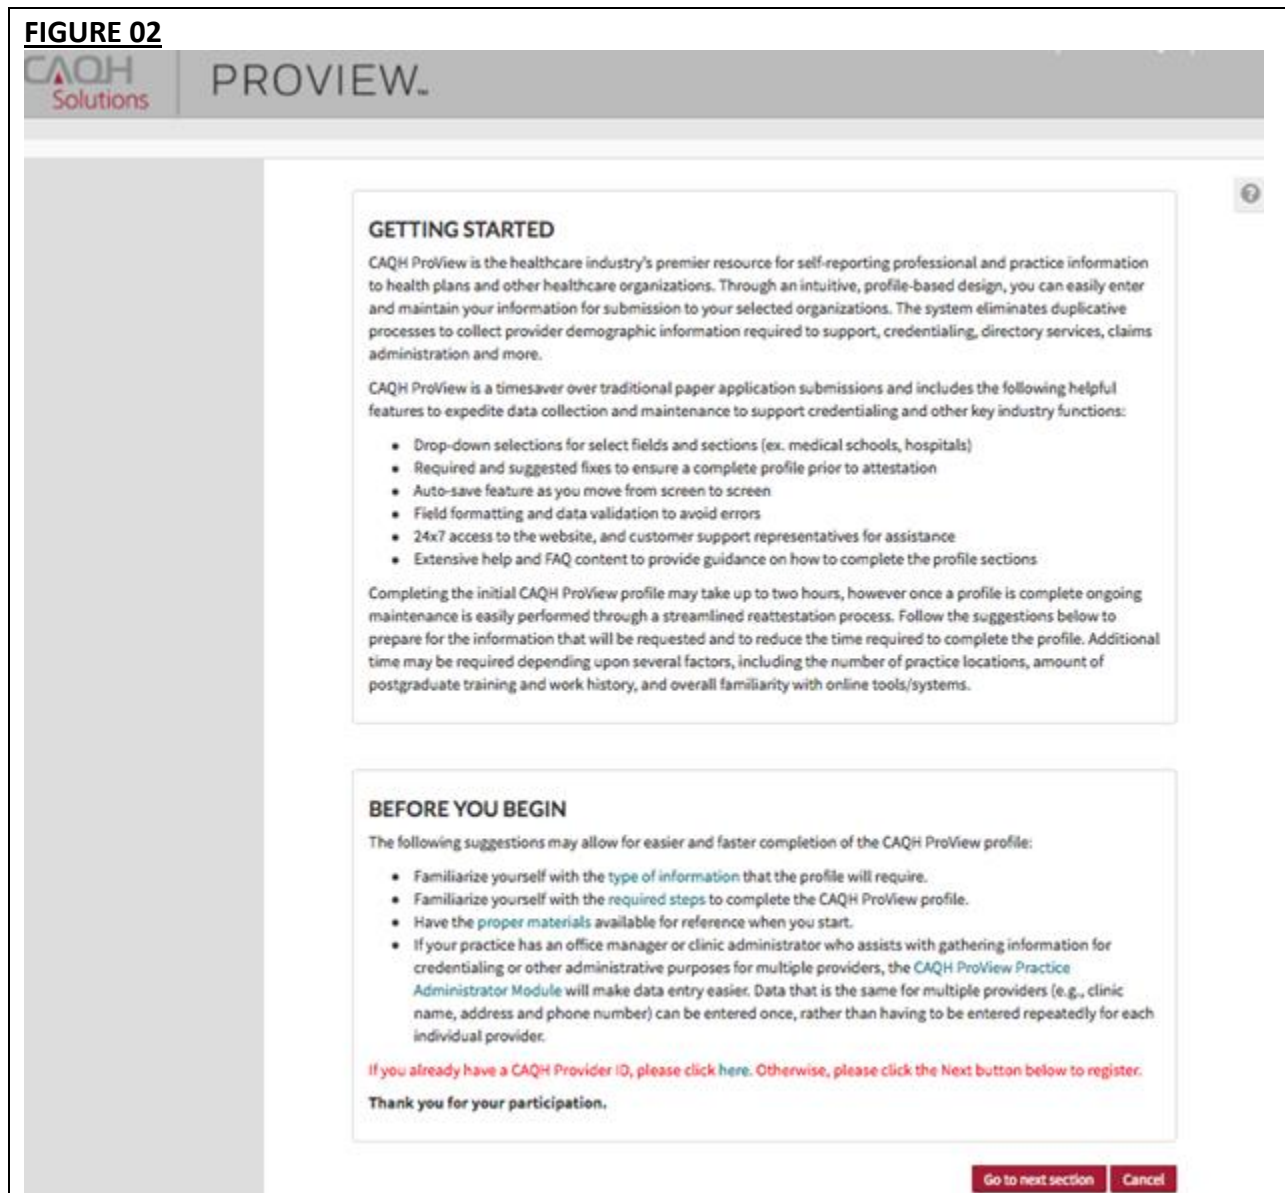 FIGURE 02
CAQH
Solutions
PROVIEW™
GETTING STARTED
CAQH ProView is the healthcare industry's premier resource for self-reporting professional and practice information
to health plans and other healthcare organizations. Through an intuitive, profile-based design, you can easily enter
and maintain your information for submission to your selected organizations. The system eliminates duplicative
processes to collect provider demographic information required to support, credentialing, directory services, claims
administration and more.
CAQH ProView is a timesaver over traditional paper application submissions and includes the following helpful
features to expedite data collection and maintenance to support credentialing and other key industry functions:
• Drop-down selections for select fields and sections (ex. medical schools, hospitals)
• Required and suggested fixes to ensure a complete profile prior to attestation
• Auto-save feature as you move from screen to screen
• Field formatting and data validation to avoid errors
• 24x7 access to the website, and customer support representatives for assistance
• Extensive help and FAQ content to provide guidance on how to complete the profile sections
Completing the initial CAQH ProView profile may take up to two hours, however once a profile is complete ongoing
maintenance is easily performed through a streamlined reattestation process. Follow the suggestions below to
prepare for the information that will be requested and to reduce the time required to complete the profile. Additional
time may be required depending upon several factors, including the number of practice locations, amount of
postgraduate training and work history, and overall familiarity with online tools/systems.
BEFORE YOU BEGIN
The following suggestions may allow for easier and faster completion of the CAQH ProView profile:
• Familiarize yourself with the type of information that the profile will require.
• Familiarize yourself with the required steps to complete the CAQH ProView profile.
• Have the proper materials available for reference when you start.
• If your practice has an office manager or clinic administrator who assists with gathering information for
credentialing or other administrative purposes for multiple providers, the CAQH ProView Practice
Administrator Module will make data entry easier. Data that is the same for multiple providers (e.g., clinic
name, address and phone number) can be entered once, rather than having to be entered repeatedly for each
individual provider.
If you already have a CAQH Provider ID, please click here. Otherwise, please click the Next button below to register.
Thank you for your participation.
Go to next section Cancel